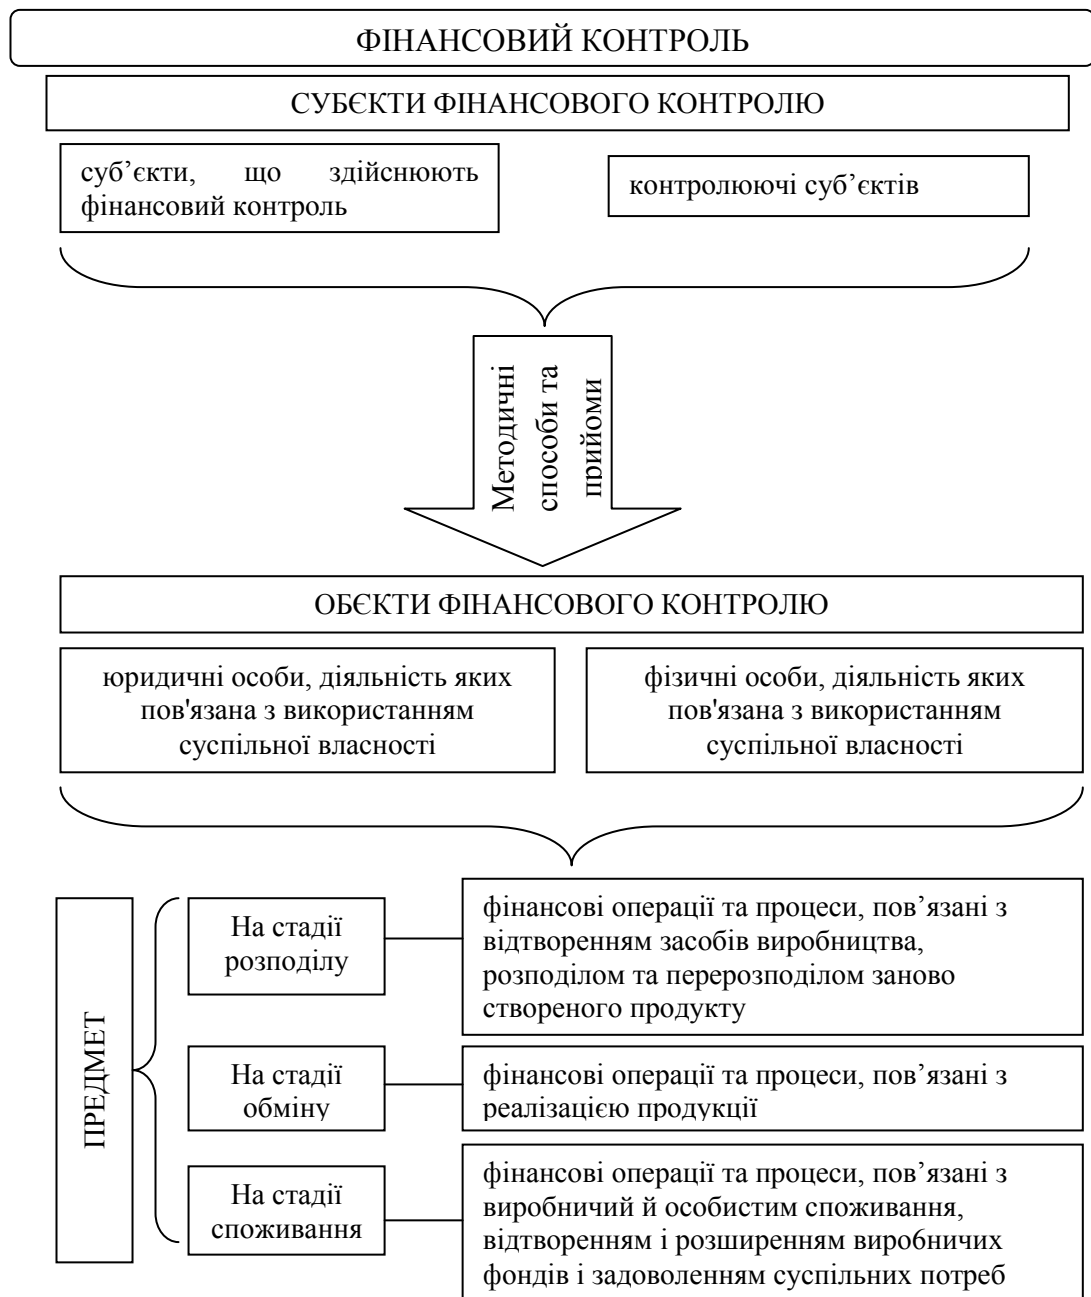 ФІНАНСОВИЙ КОНТРОЛЬ
СУБЄКТИ ФІНАНСОВОГО КОНТРОЛЮ
суб’єкти, що здійснюють
фінансовий контроль
контролюючі суб’єктів
Методичні
способи та
прийоми
ОБЄКТИ ФІНАНСОВОГО КОНТРОЛЮ
юридичні особи, діяльність яких
пов'язана з використанням
суспільної власності
фізичні особи, діяльність яких
пов'язана з використанням
суспільної власності
ПРЕДМЕТ
На стадії
розподілу
фінансові операції та процеси, пов’язані з
відтворенням засобів виробництва,
розподілом та перерозподілом заново
створеного продукту
На стадії
обміну
фінансові операції та процеси, пов’язані з
реалізацією продукції
На стадії
споживання
фінансові операції та процеси, пов’язані з
виробничий й особистим споживання,
відтворенням і розширенням виробничих
фондів і задоволенням суспільних потреб